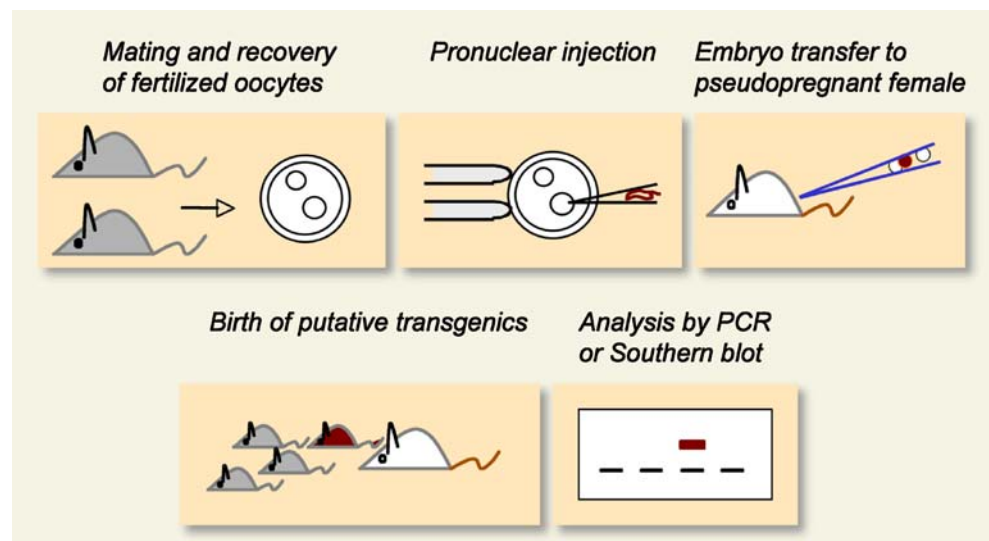 Mating and recovery
of fertilized oocytes
Pronuclear injection
Embryo transfer to
pseudopregnant female
Birth of putative transgenics
Analysis by PCR
or Southern blot